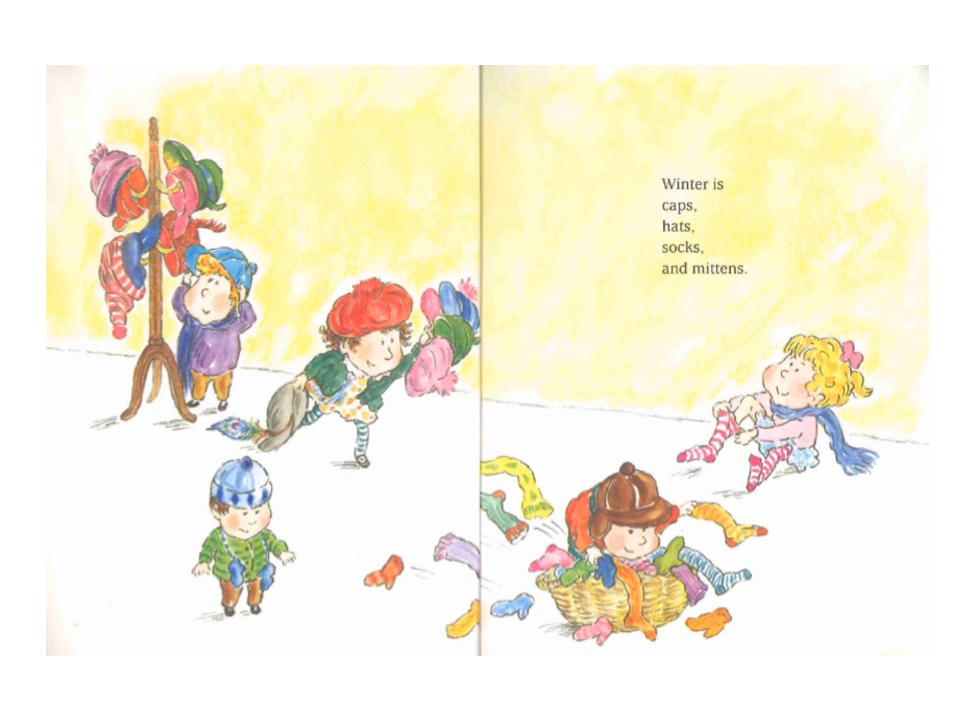 Winter is
caps,
hats,
socks,
and mittens.